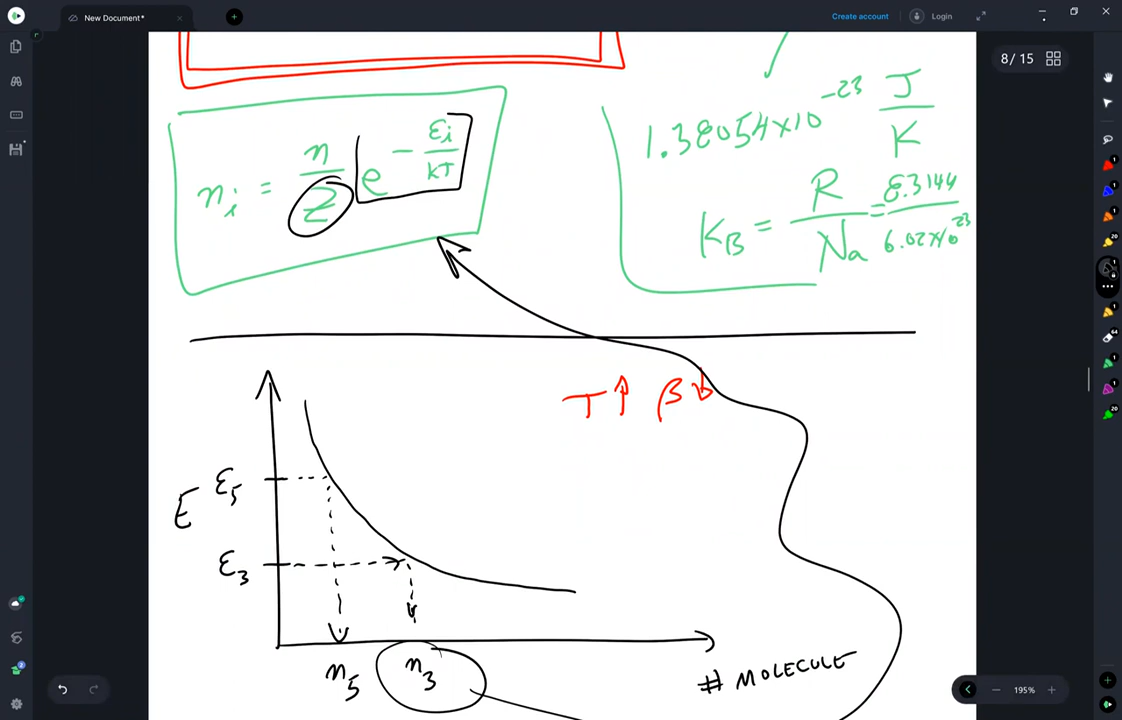 New Document*
Create account
Login
8 / 15
n_i = n/Z e^(-ε_i/KT)
1.38054×10^-23 J/K
K_B = R/Na = 8.3144/6.02×10^23
T↑ β↓
E
ε_5
ε_3
n_5
n_3
# MOLECULE
195%